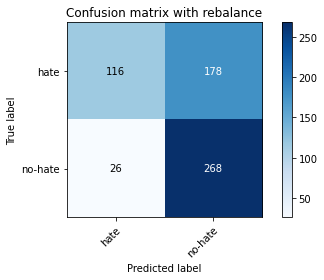 Confusion matrix with rebalance
True label
hate
116
178
no-hate
26
268
hate
no-hate
Predicted label
250
200
150
100
50